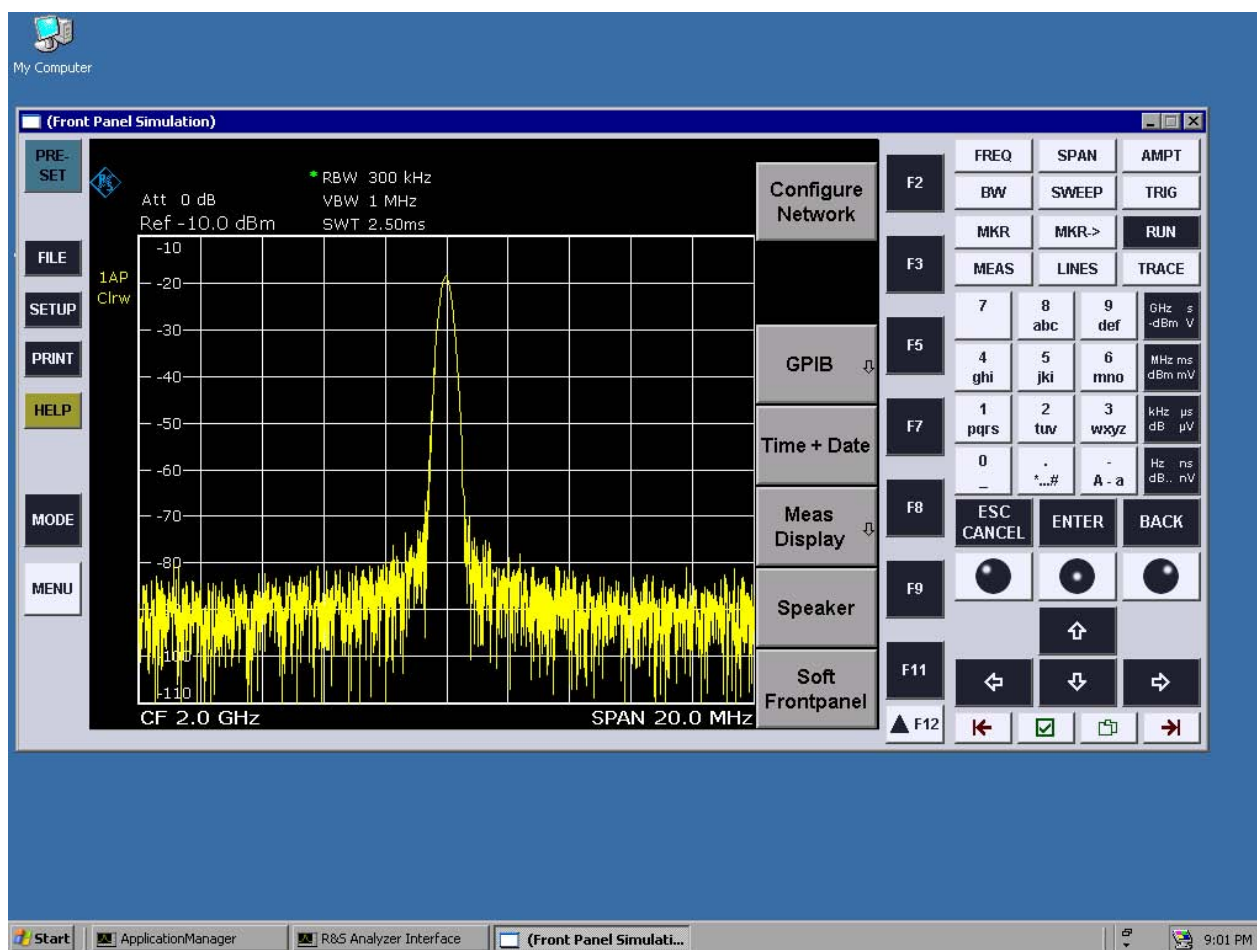 My Computer
(Front Panel Simulation)
PRE-
SET
FILE
SETUP
PRINT
HELP
MODE
MENU
Att 0 dB
Ref -10.0 dBm
* RBW 300 kHz
VBW 1 MHz
SWT 2.50ms
1AP
Clrw
-10
-20
-30
-40
-50
-60
-70
-80
-100
-110
CF 2.0 GHz
SPAN 20.0 MHz
Configure
Network
GPIB
Time + Date
Meas
Display
Speaker
Soft
Frontpanel
F2
F3
F5
F7
F8
F9
F11
F12
FREQ SPAN AMPT
BW SWEEP TRIG
MKR MKR-> RUN
MEAS LINES TRACE
7
8
abc
9
def
GHz s
-dBm V
4
ghi
5
jkl
6
mno
MHz ms
dBm mV
1
pqrs
2
tuv
3
wxyz
kHz µs
dB µV
0
_
.
*...#
-
A - a
Hz ns
dB.. nV
ESC
CANCEL
ENTER
BACK
Start
ApplicationManager
R&S Analyzer Interface
(Front Panel Simulati...
9:01 PM